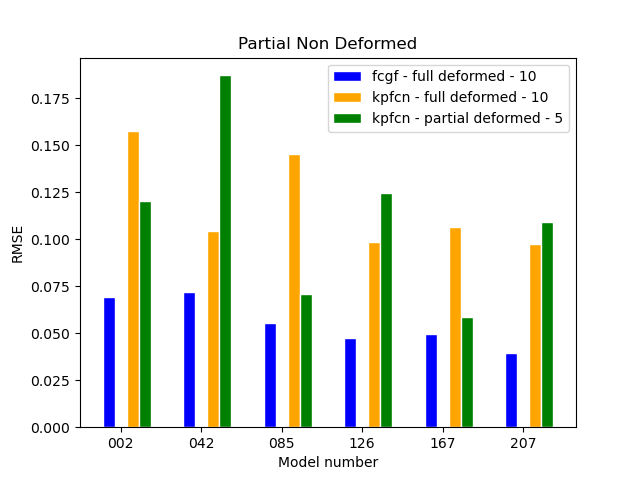 Partial Non Deformed
fcgf - full deformed - 10
kpfcn - full deformed - 10
kpfcn - partial deformed - 5
0.175
0.150
0.125
0.100
0.075
0.050
0.025
0.000
RMSE
002 042 085 126 167 207
Model number